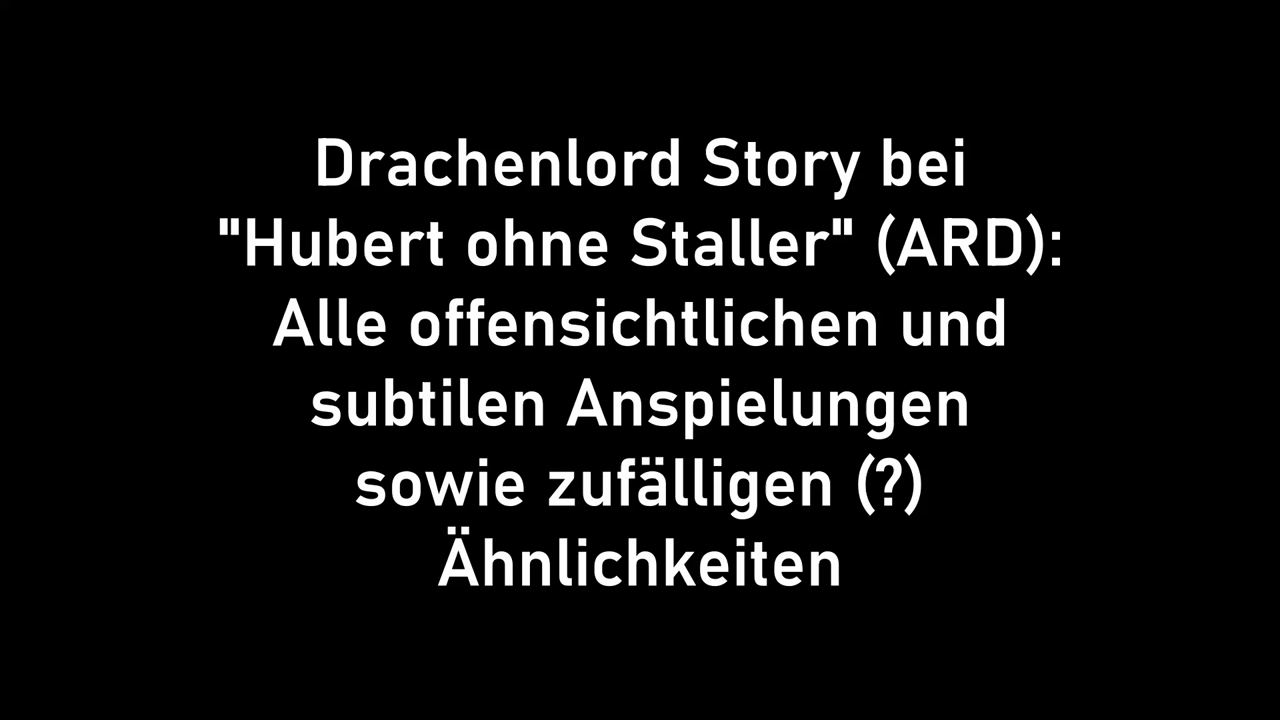 Drachenlord Story bei
"Hubert ohne Staller" (ARD):
Alle offensichtlichen und
subtilen Anspielungen
sowie zufälligen (?)
Ähnlichkeiten